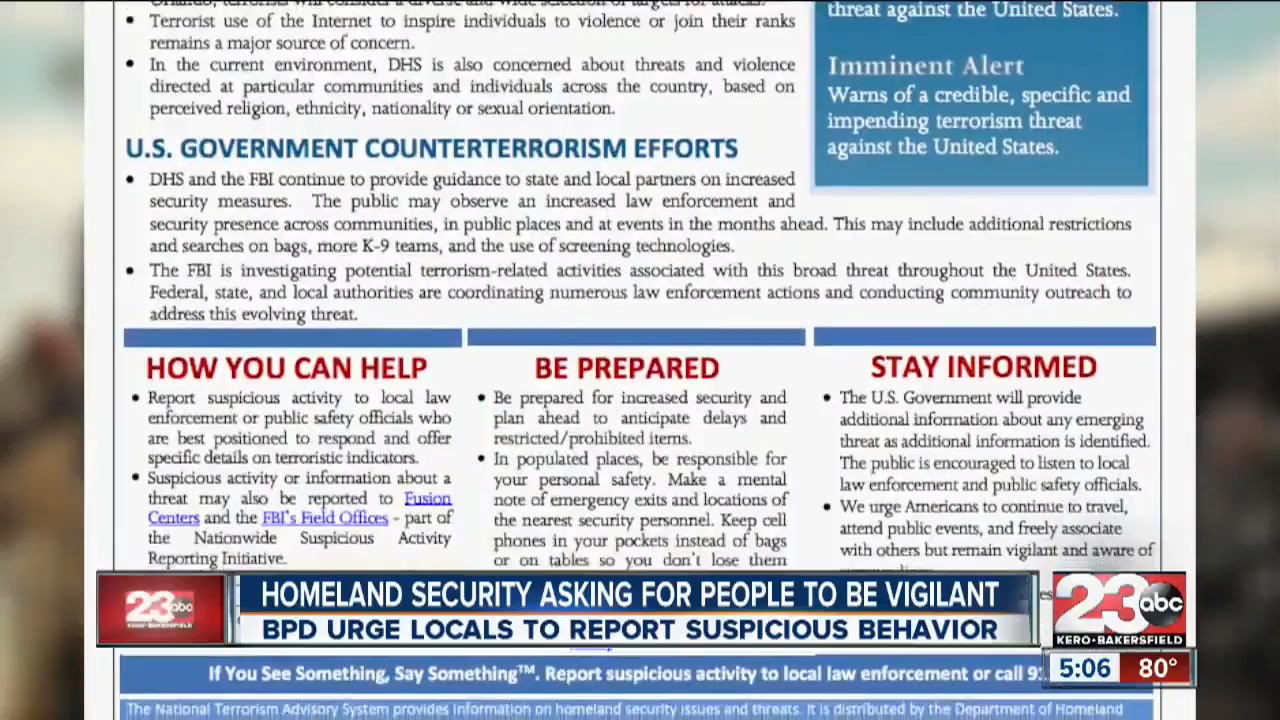 Terrorist use of the Internet to inspire individuals to violence or join their ranks
remains a major source of concern.
In the current environment, DHS is also concerned about threats and violence
directed at particular communities and individuals across the country, based on
perceived religion, ethnicity, nationality or sexual orientation.
threat against the United States.
Imminent Alert
Warns of a credible, specific and
impending terrorism threat
against the United States.
U.S. GOVERNMENT COUNTERTERRORISM EFFORTS
DHS and the FBI continue to provide guidance to state and local partners on increased
security measures. The public may observe an increased law enforcement and
security presence across communities, in public places and at events in the months ahead. This may include additional restrictions
and searches on bags, more K-9 teams, and the use of screening technologies.
The FBI is investigating potential terrorism-related activities associated with this broad threat throughout the United States.
Federal, state, and local authorities are coordinating numerous law enforcement actions and conducting community outreach to
address this evolving threat.
HOW YOU CAN HELP
Report suspicious activity to local law
enforcement or public safety officials who
are best positioned to respond and offer
specific details on terroristic indicators.
Suspicious activity or information about a
threat may also be reported to Fusion
Centers and the FBI's Field Offices - part of
the Nationwide Suspicious Activity
Reporting Initiative.
BE PREPARED
Be prepared for increased security and
plan ahead to anticipate delays and
restricted/prohibited items.
In populated places, be responsible for
your personal safety. Make a mental
note of emergency exits and locations of
the nearest security personnel. Keep cell
phones in your pockets instead of bags
or on tables so you don't lose them
STAY INFORMED
The U.S. Government will provide
additional information about any emerging
threat as additional information is identified.
The public is encouraged to listen to local
law enforcement and public safety officials.
We urge Americans to continue to travel,
attend public events, and freely associate
with others but remain vigilant and aware of
23 abc
KERO-BAKERSFIELD
HOMELAND SECURITY ASKING FOR PEOPLE TO BE VIGILANT
BPD URGE LOCALS TO REPORT SUSPICIOUS BEHAVIOR
23 abc
KERO·BAKERSFIELD
5:06 80°
If You See Something, Say Something™. Report suspicious activity to local law enforcement or call
The National Terrorism Advisory System provides information on homeland security issues and threats. It is distributed by the Department of Homeland